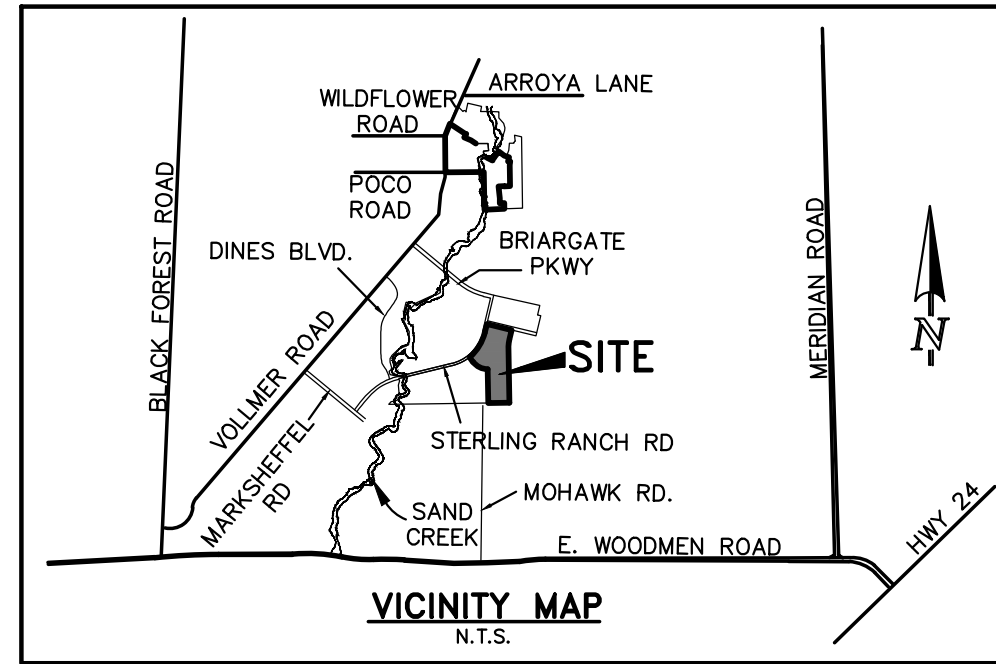 ARROYA LANE
WILDFLOWER
ROAD
POCO
ROAD
BLACK FOREST ROAD
DINES BLVD.
BRIARGATE
PKWY
MERIDIAN ROAD
N
VOLLMER ROAD
SITE
MARKSHEFFEL
RD
STERLING RANCH RD
SAND
CREEK
MOHAWK RD.
E. WOODMEN ROAD
HWY 24
VICINITY MAP
N.T.S.